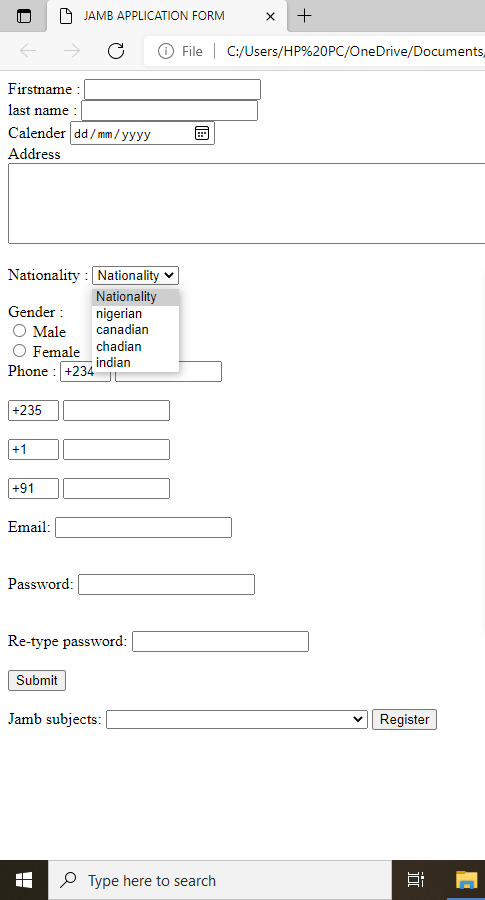 JAMB APPLICATION FORM
File | C:/Users/HP%20PC/OneDrive/Documents/
Firstname :
last name :
Calender dd/mm/yyyy
Address
Nationality : Nationality
Nationality
nigerian
canadian
chadian
indian
Gender :
Male
Female
Phone : +234
+235
+1
+91
Email:
Password:
Re-type password:
Submit
Jamb subjects: Register
Type here to search